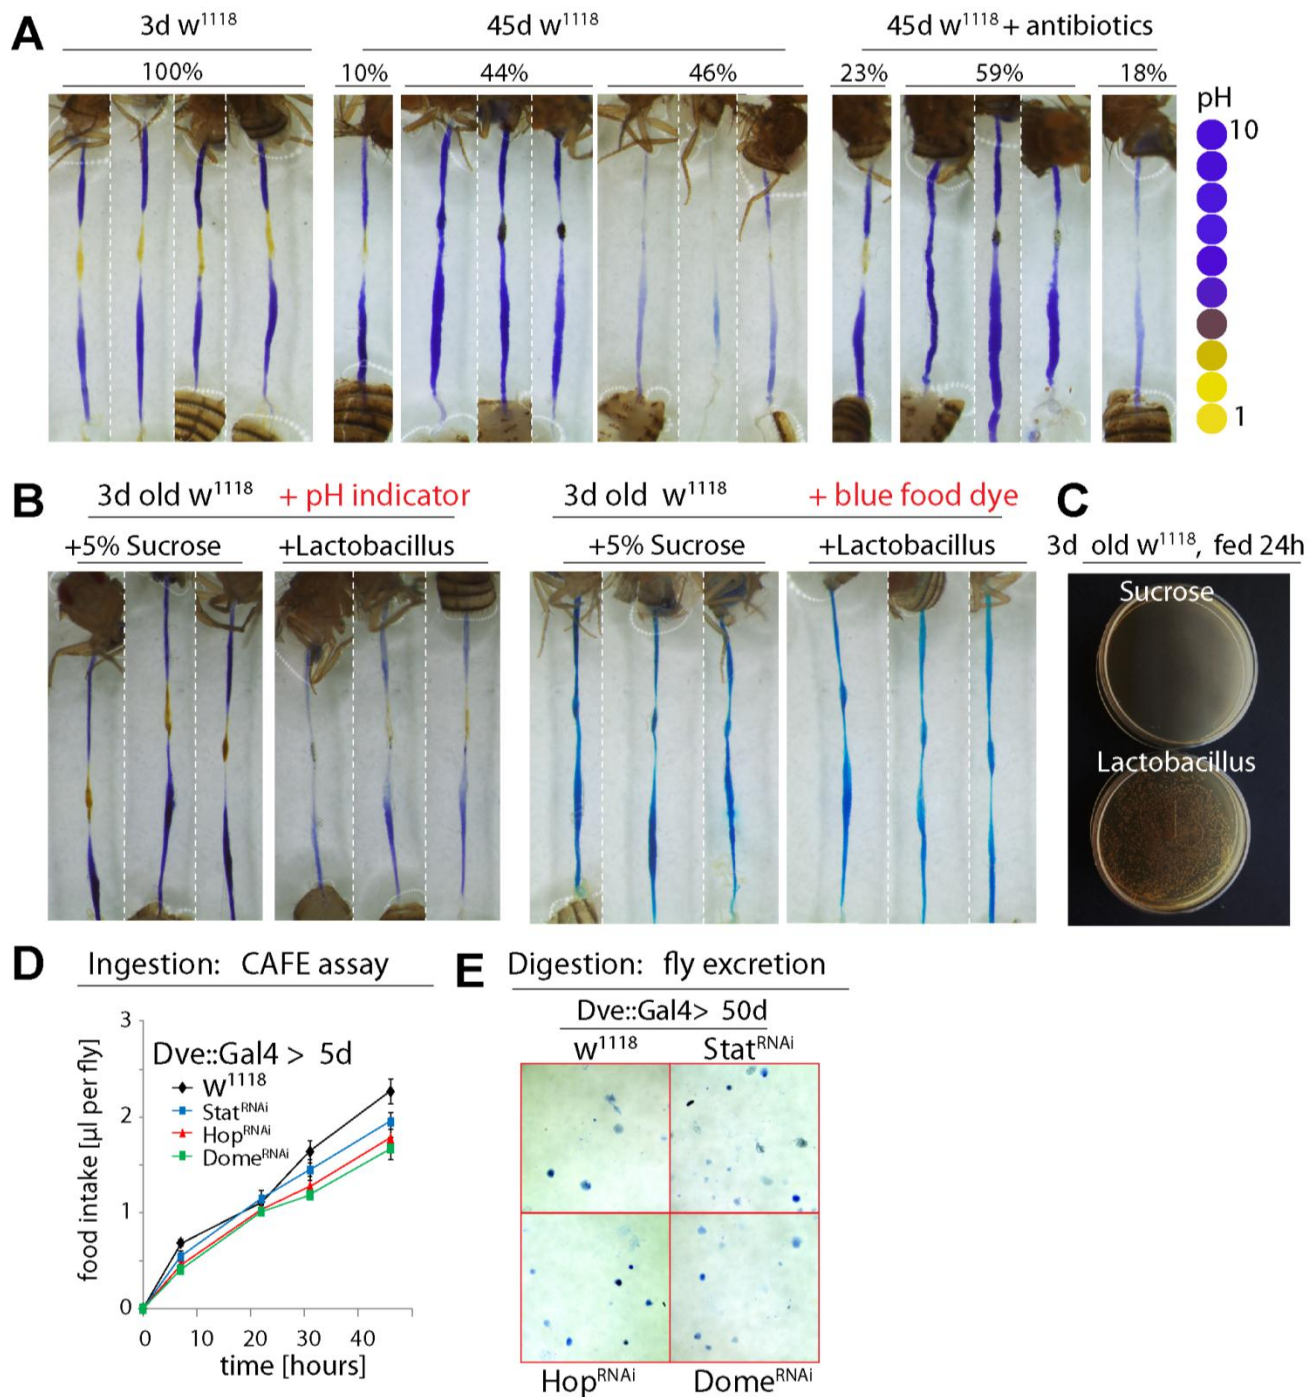 A
3d w1118
45d w1118
45d w1118 + antibiotics
100%
10%
44%
46%
23%
59%
18%
pH
10
1
B
3d old w1118 + pH indicator
3d old w1118 + blue food dye
+5% Sucrose
+Lactobacillus
+5% Sucrose
+Lactobacillus
C
3d old w1118, fed 24h
Sucrose
Lactobacillus
D
Ingestion: CAFE assay
3
2
1
0
food intake [µl per fly]
Dve::Gal4 > 5d
W1118
StatRNAi
HopRNAi
DomeRNAi
0
10
20
30
40
time [hours]
E
Digestion: fly excretion
Dve::Gal4> 50d
w1118
StatRNAi
HopRNAi
DomeRNAi